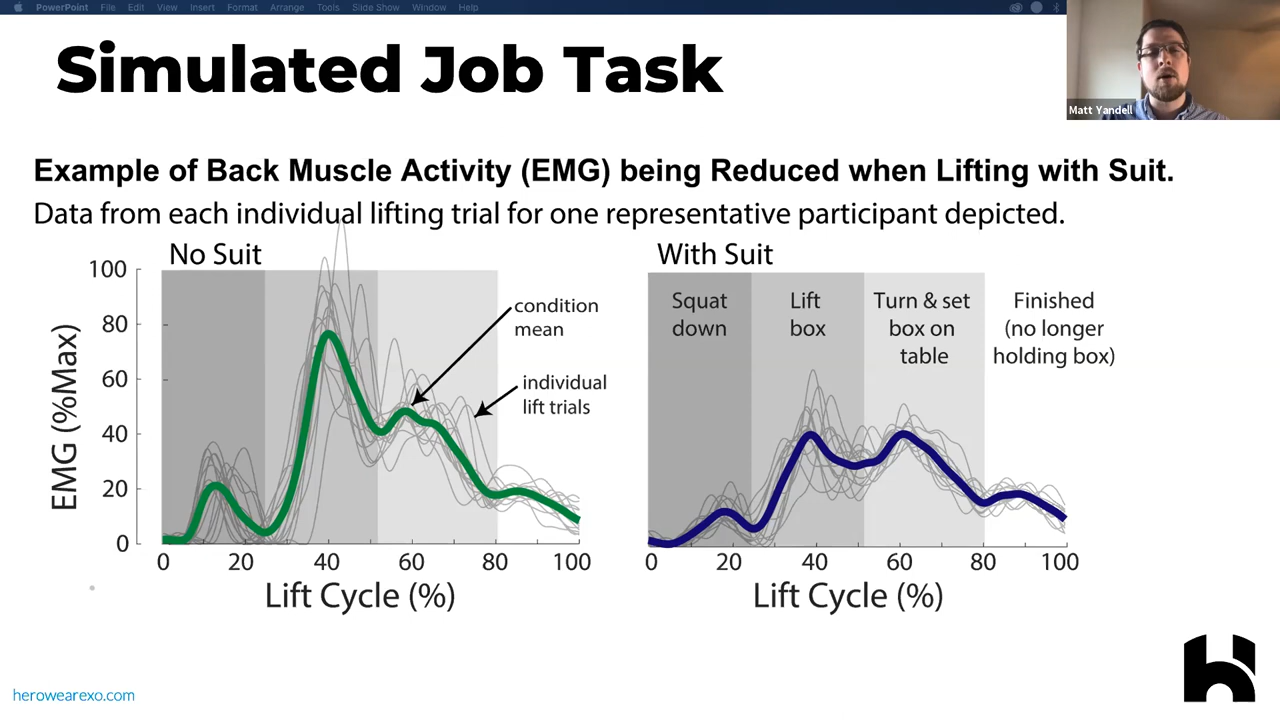 PowerPoint File Edit View Insert Format Arrange Tools Slide Show Window Help
Simulated Job Task
Matt Yandell
Example of Back Muscle Activity (EMG) being Reduced when Lifting with Suit.
Data from each individual lifting trial for one representative participant depicted.
No Suit
100
80
60
40
20
0
EMG (%Max)
condition
mean
individual
lift trials
0 20 40 60 80 100
Lift Cycle (%)
With Suit
Squat
down
Lift
box
Turn & set
box on
table
Finished
(no longer
holding box)
0 20 40 60 80 100
Lift Cycle (%)
herowearexo.com